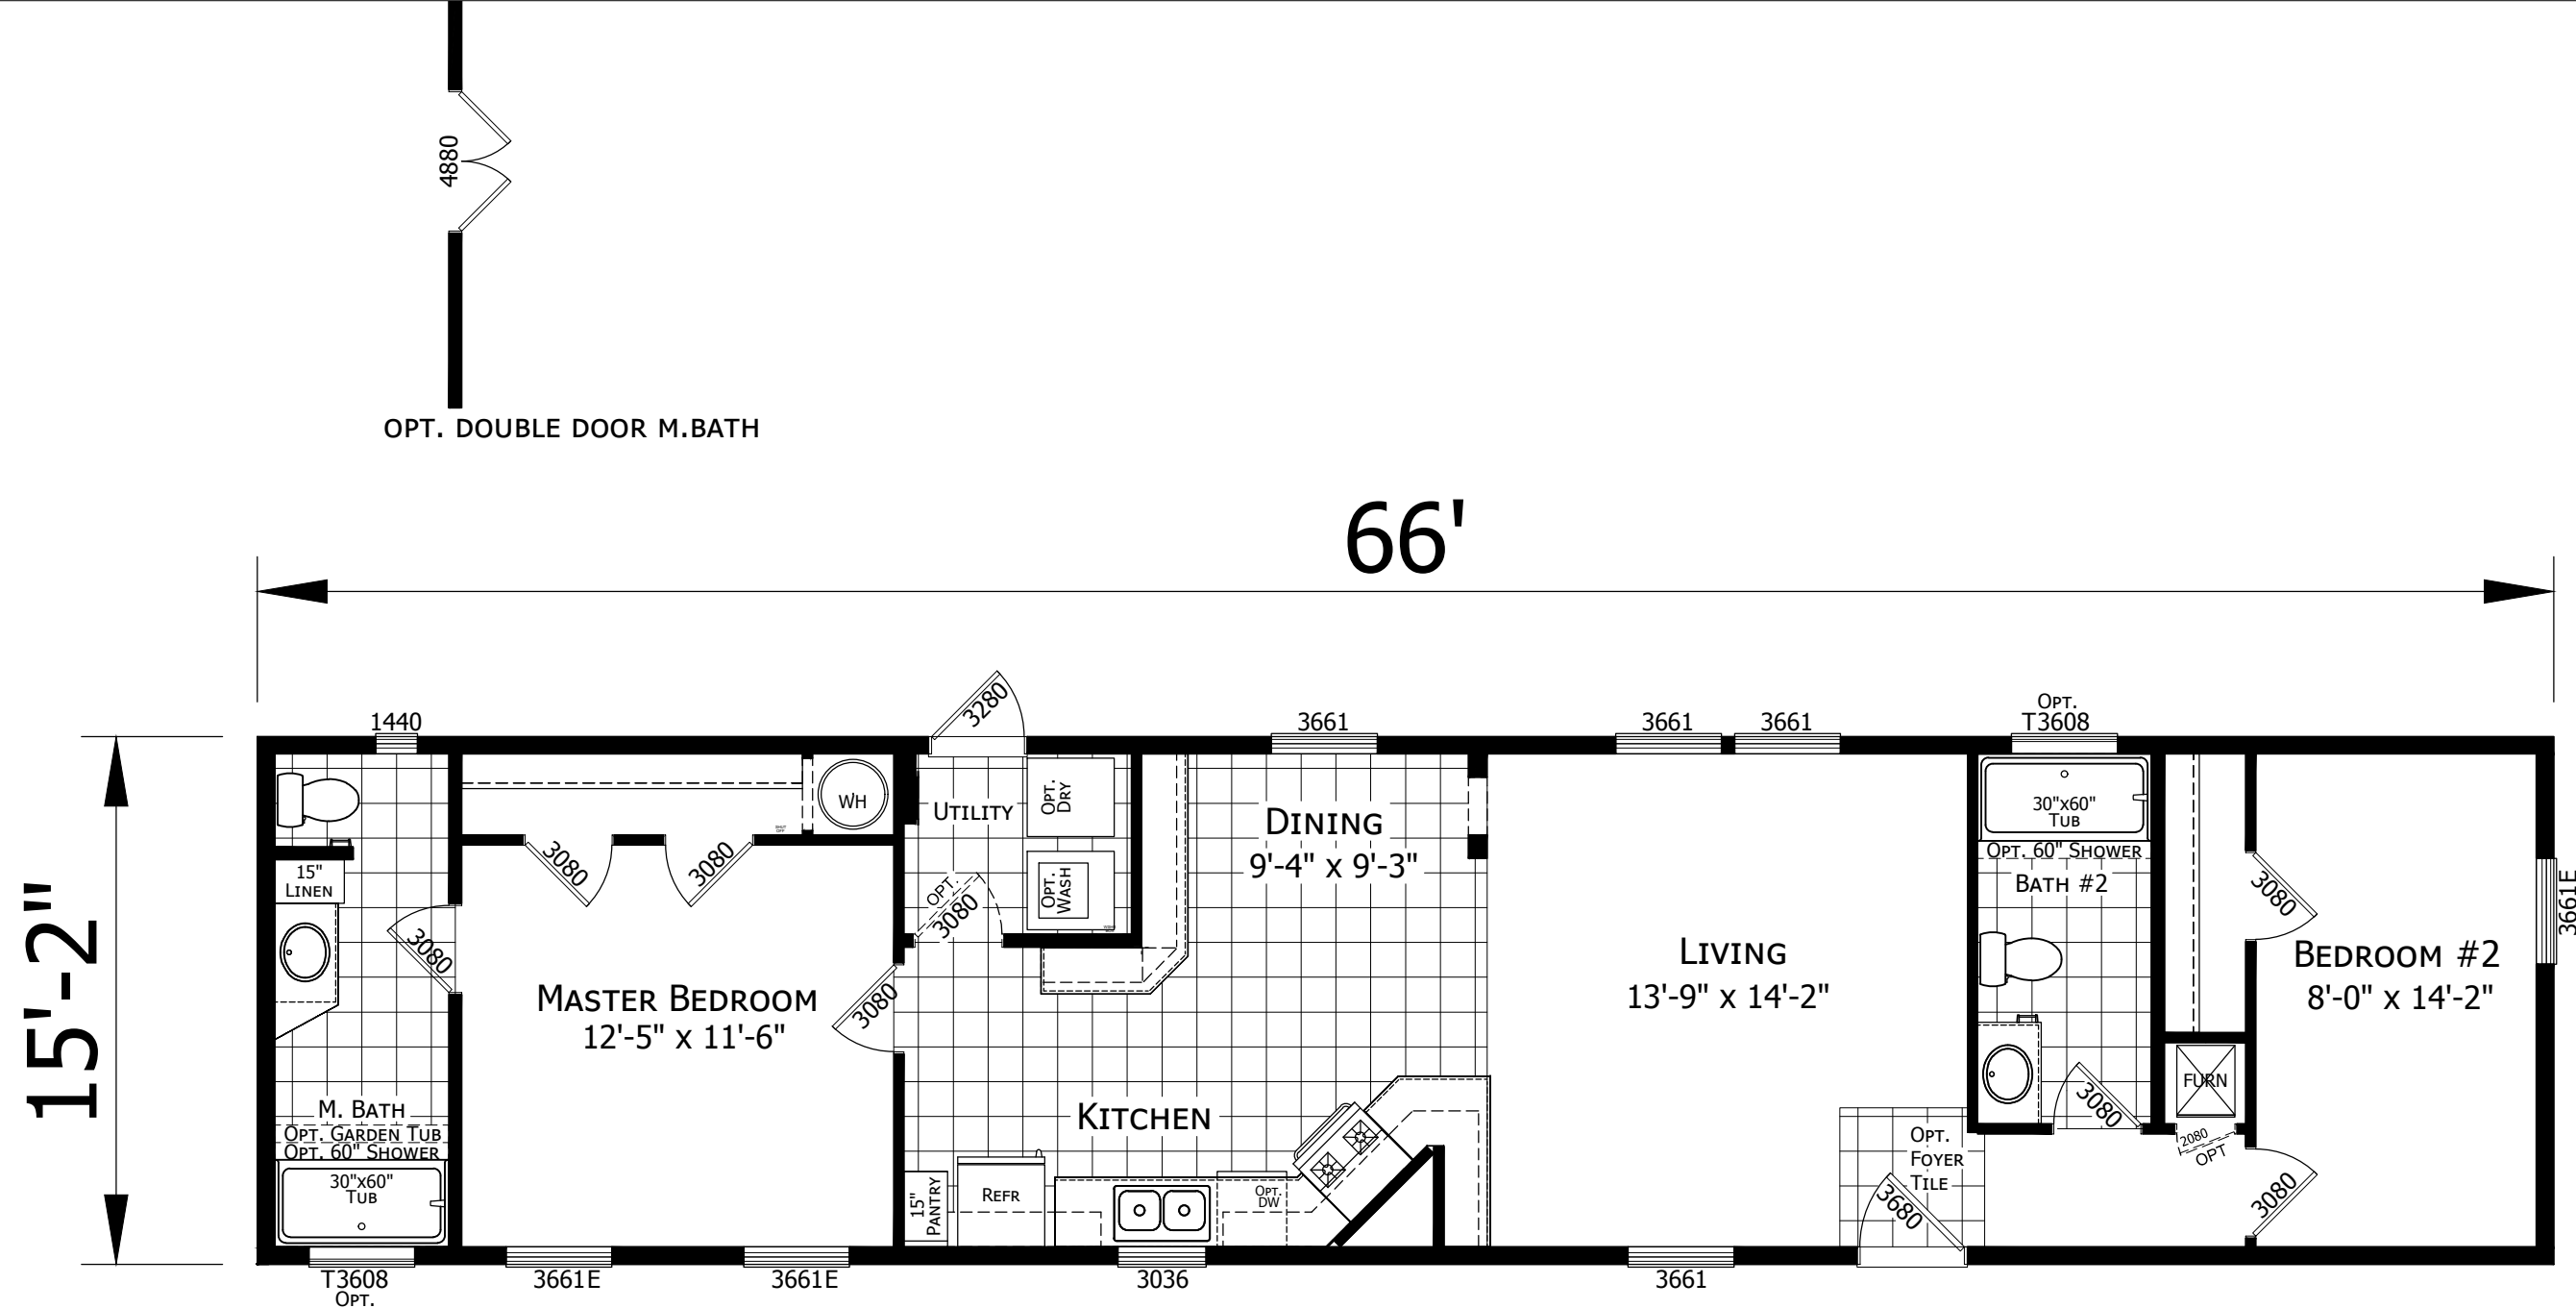 4880
OPT. DOUBLE DOOR M.BATH
66'
15'-2"
1440
3280
3661
3661
3661
OPT.
T3608
WH
UTILITY
OPT.
DRY
OPT.
WASH
OPT.
3080
DINING
9'-4" X 9'-3"
30"X60"
TUB
OPT. 60" SHOWER
BATH #2
15"
LINEN
3080
3080
3080
3080
3080
3661E
MASTER BEDROOM
12'-5" X 11'-6"
LIVING
13'-9" X 14'-2"
BEDROOM #2
8'-0" X 14'-2"
M. BATH
OPT. GARDEN TUB
OPT. 60" SHOWER
30"X60"
TUB
KITCHEN
15"
PANTRY
REFR
OPT.
DW
OPT.
FOYER
TILE
3680
FURN
3080
2080
OPT
3080
T3608
OPT.
3661E
3661E
3036
3661